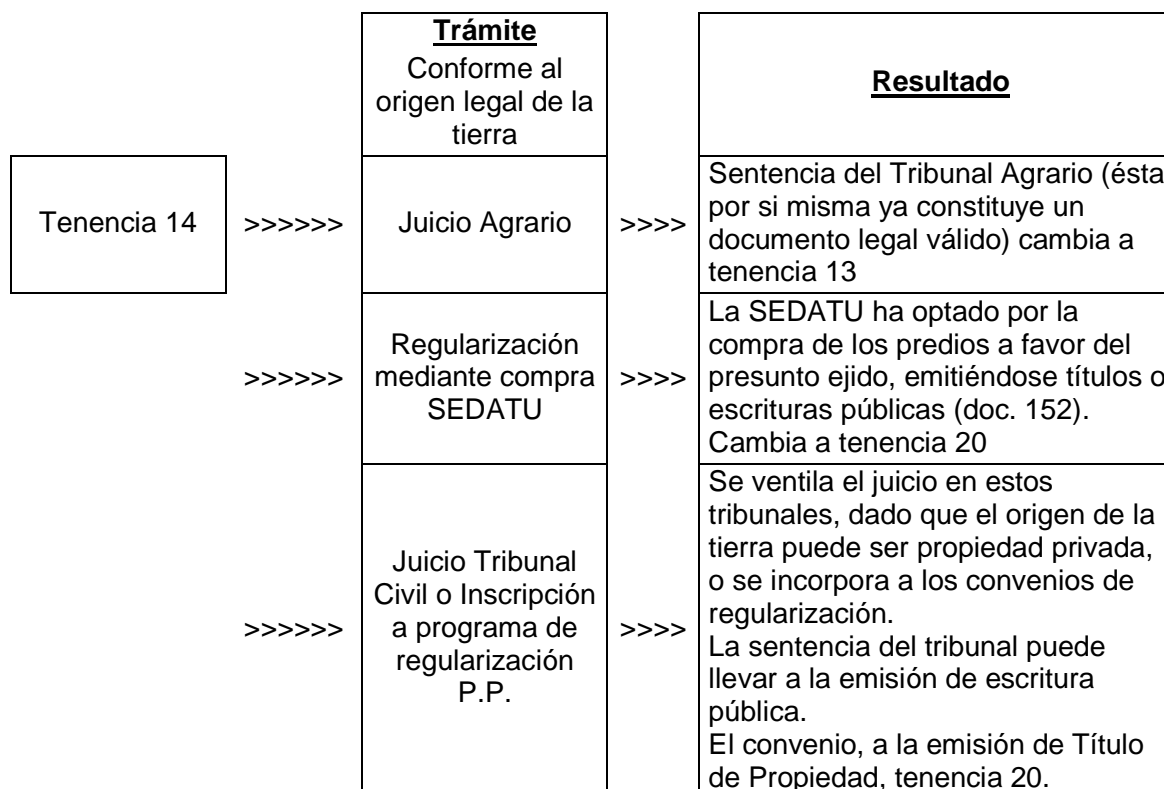 Trámite
Conforme al
origen legal de la
tierra
Resultado
Tenencia 14
>>>>>>
Juicio Agrario
>>>>
Sentencia del Tribunal Agrario (ésta
por si misma ya constituye un
documento legal válido) cambia a
tenencia 13
>>>>>>
Regularización
mediante compra
SEDATU
>>>>
La SEDATU ha optado por la
compra de los predios a favor del
presunto ejido, emitiéndose títulos o
escrituras públicas (doc. 152).
Cambia a tenencia 20
>>>>>>
Juicio Tribunal
Civil o Inscripción
a programa de
regularización
P.P.
>>>>
Se ventila el juicio en estos
tribunales, dado que el origen de la
tierra puede ser propiedad privada,
o se incorpora a los convenios de
regularización.
La sentencia del tribunal puede
llevar a la emisión de escritura
pública.
El convenio, a la emisión de Título
de Propiedad, tenencia 20.